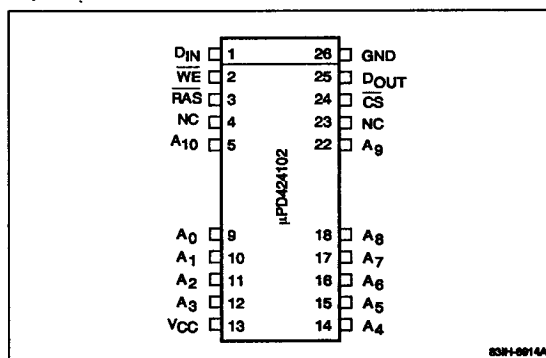 DIN 1 26 GND
WE 2 25 DOUT
RAS 3 24 CS
NC 4 23 NC
A10 5 22 A9
μPD424102
A0 9 18 A8
A1 10 17 A7
A2 11 16 A6
A3 12 15 A5
VCC 13 14 A4
83IH-6914A